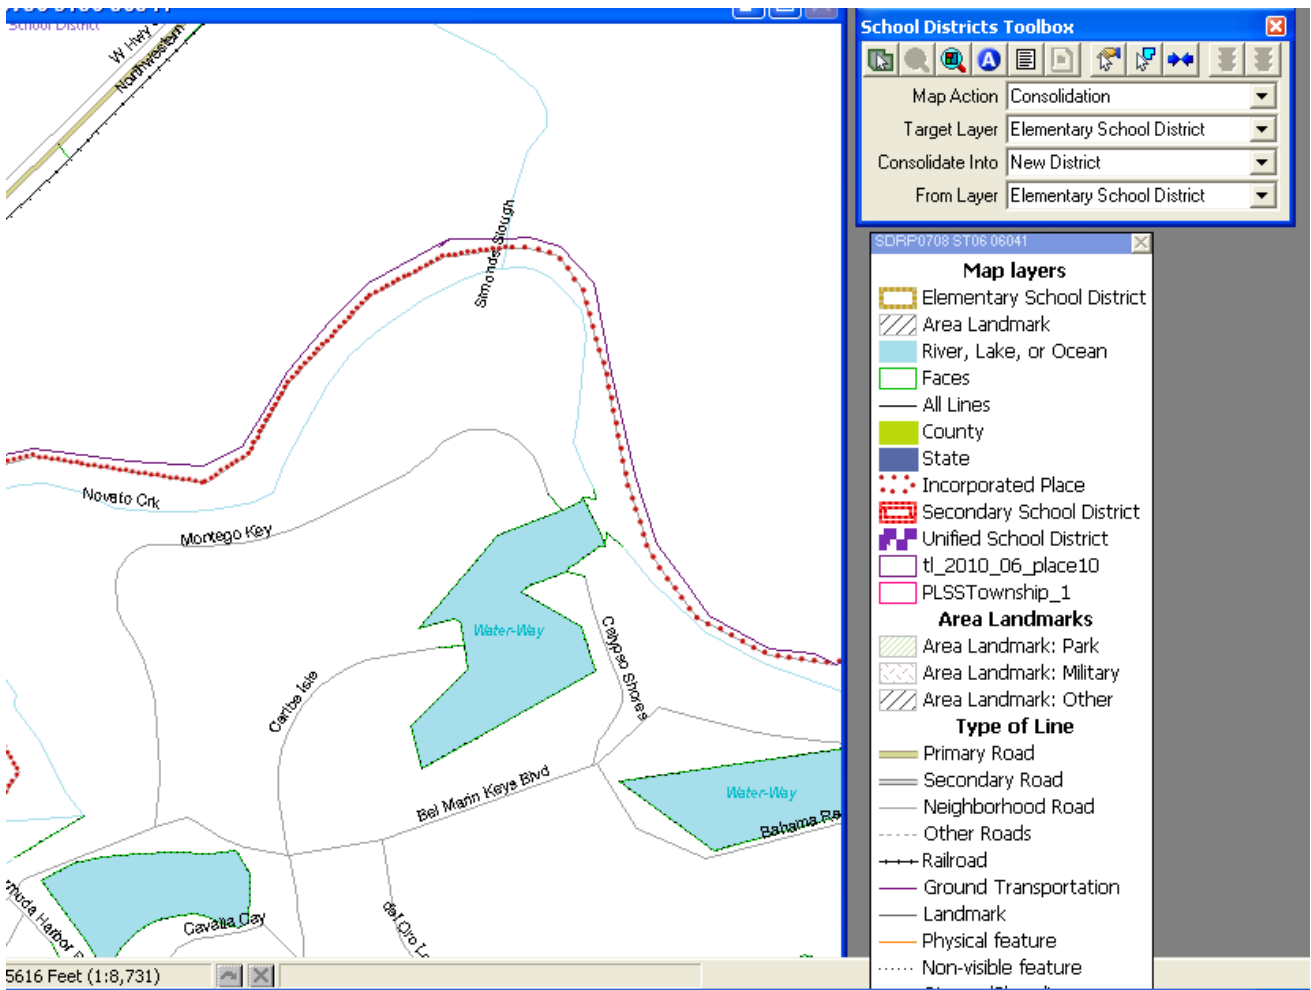 School District
W Hwy
Northwestern
Simonds Slough
Novato Crk
Montego Key
Water-Way
Calypso Shores
Caribe Isle
Bel Marin Keys Blvd
Water-Way
Bahama Re
Harbor
Cavalla Cay
del Oro L
5616 Feet (1:8,731)
School Districts Toolbox
A
Map Action Consolidation
Target Layer Elementary School District
Consolidate Into New District
From Layer Elementary School District
SDRP0708 ST06 06041
Map layers
Elementary School District
Area Landmark
River, Lake, or Ocean
Faces
All Lines
County
State
Incorporated Place
Secondary School District
Unified School District
tl_2010_06_place10
PLSSTownship_1
Area Landmarks
Area Landmark: Park
Area Landmark: Military
Area Landmark: Other
Type of Line
Primary Road
Secondary Road
Neighborhood Road
Other Roads
Railroad
Ground Transportation
Landmark
Physical feature
Non-visible feature